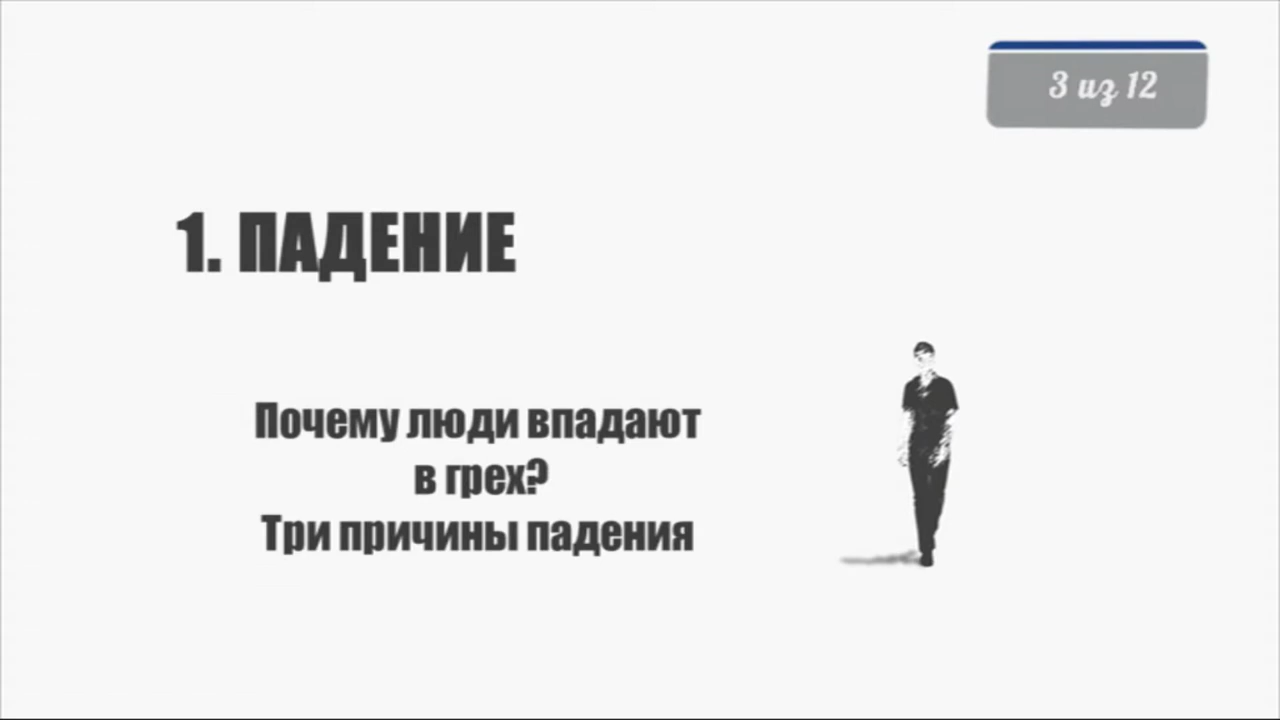 3 из 12
1. ПАДЕНИЕ
Почему люди впадают
в грех?
Три причины падения